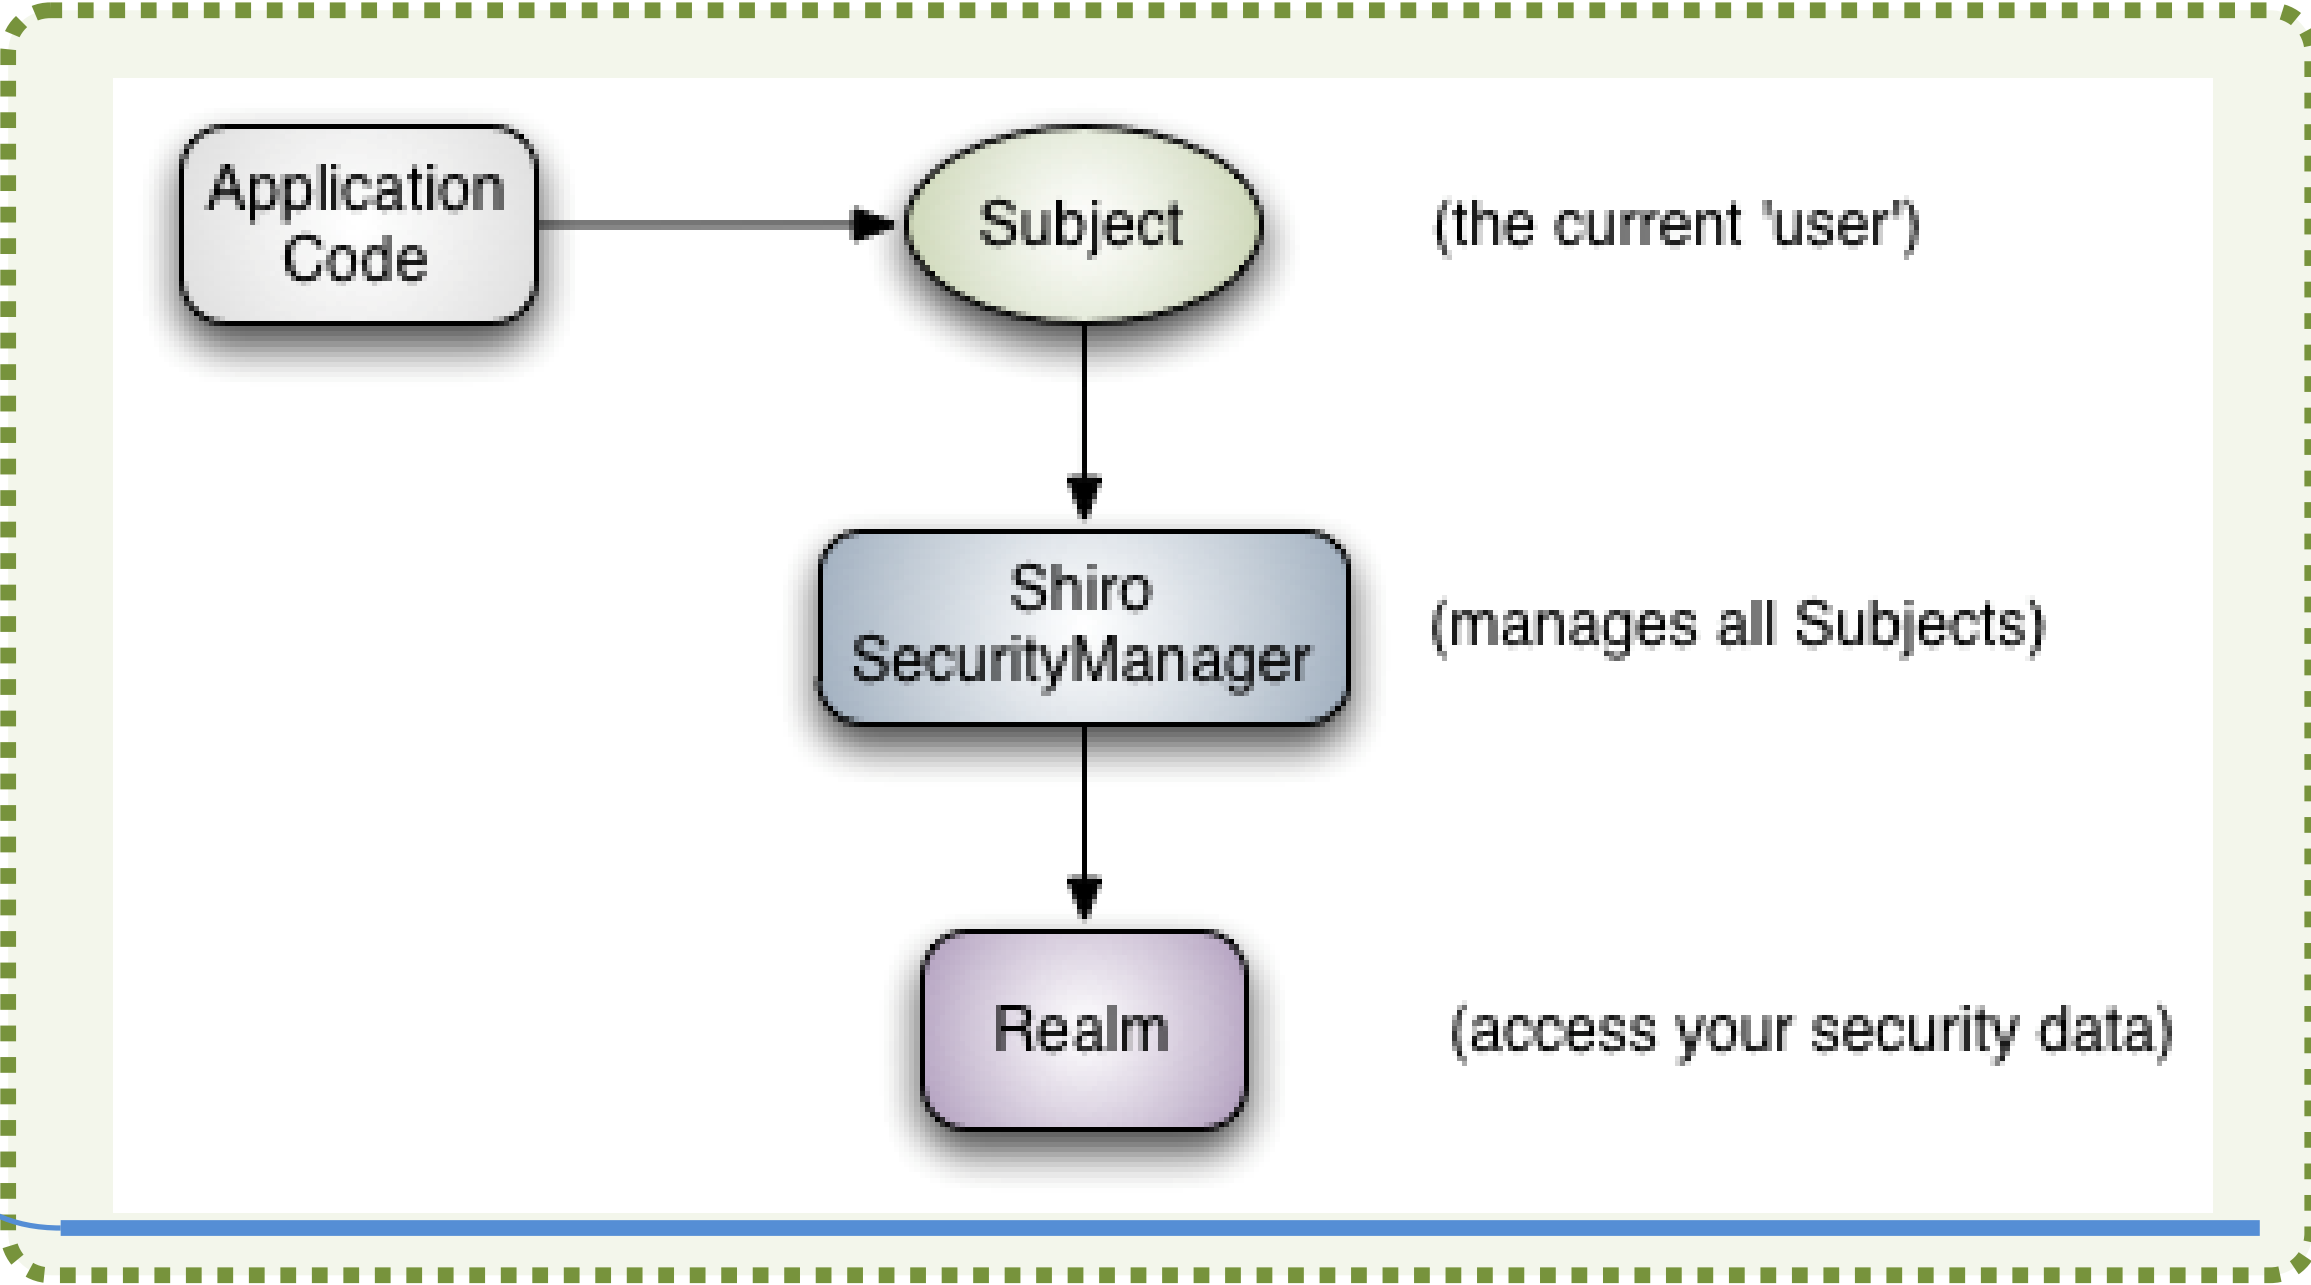 Application
Code
Subject
(the current 'user')
Shiro
SecurityManager
(manages all Subjects)
Realm
(access your security data)